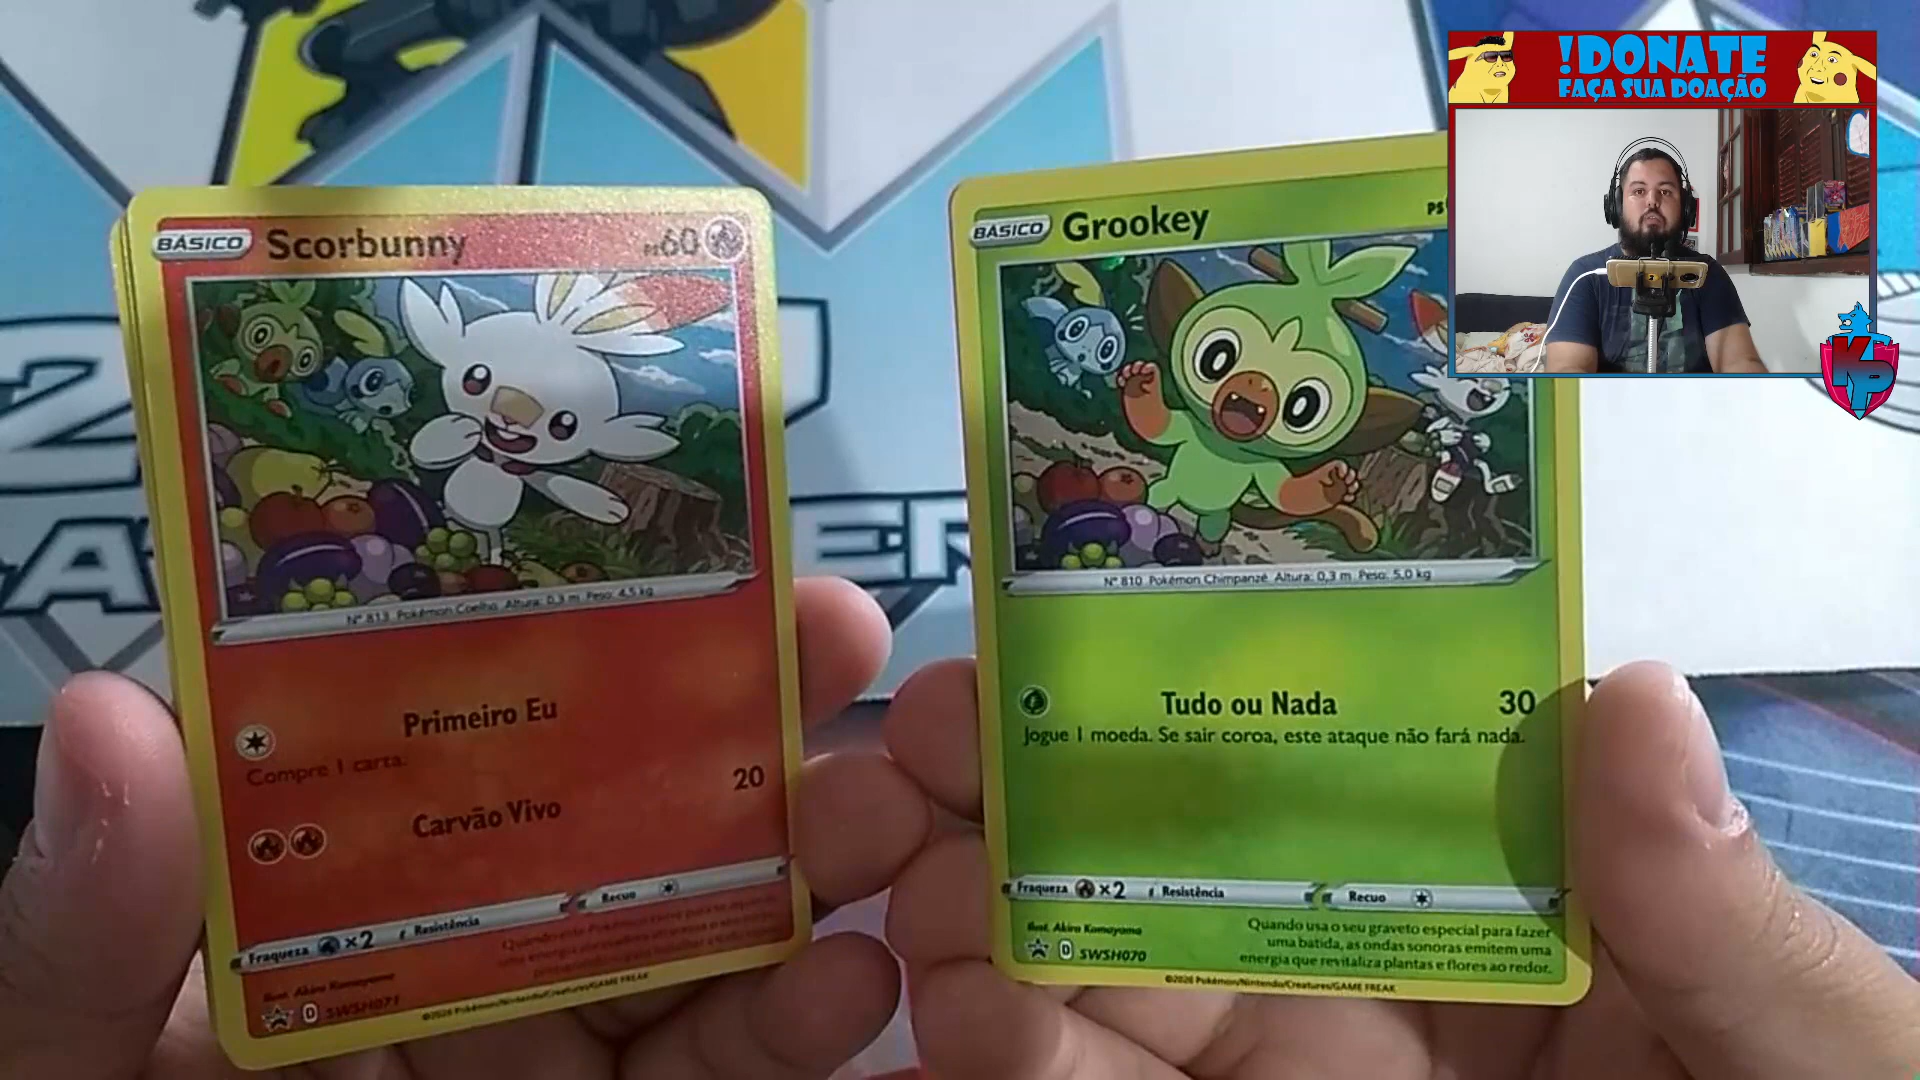 !DONATE
FAÇA SUA DOAÇÃO
KP
BÁSICO Scorbunny PS60
Nº 813 Pokémon Coelho Altura: 0,3 m Peso: 4,5 kg
Primeiro Eu
Compre 1 carta.
Carvão Vivo 20
Fraqueza ×2 Resistência Recuo
Ilust. Akira Komayama
D SWSH071
©2020 Pokémon/Nintendo/Creatures/GAME FREAK
BÁSICO Grookey PS
Nº 810 Pokémon Chimpanzé Altura: 0,3 m Peso: 5,0 kg
Tudo ou Nada 30
Jogue 1 moeda. Se sair coroa, este ataque não fará nada.
Fraqueza ×2 Resistência Recuo
Ilust. Akira Komayama
D SWSH070
Quando usa o seu graveto especial para fazer
uma batida, as ondas sonoras emitem uma
energia que revitaliza plantas e flores ao redor.
©2020 Pokémon/Nintendo/Creatures/GAME FREAK